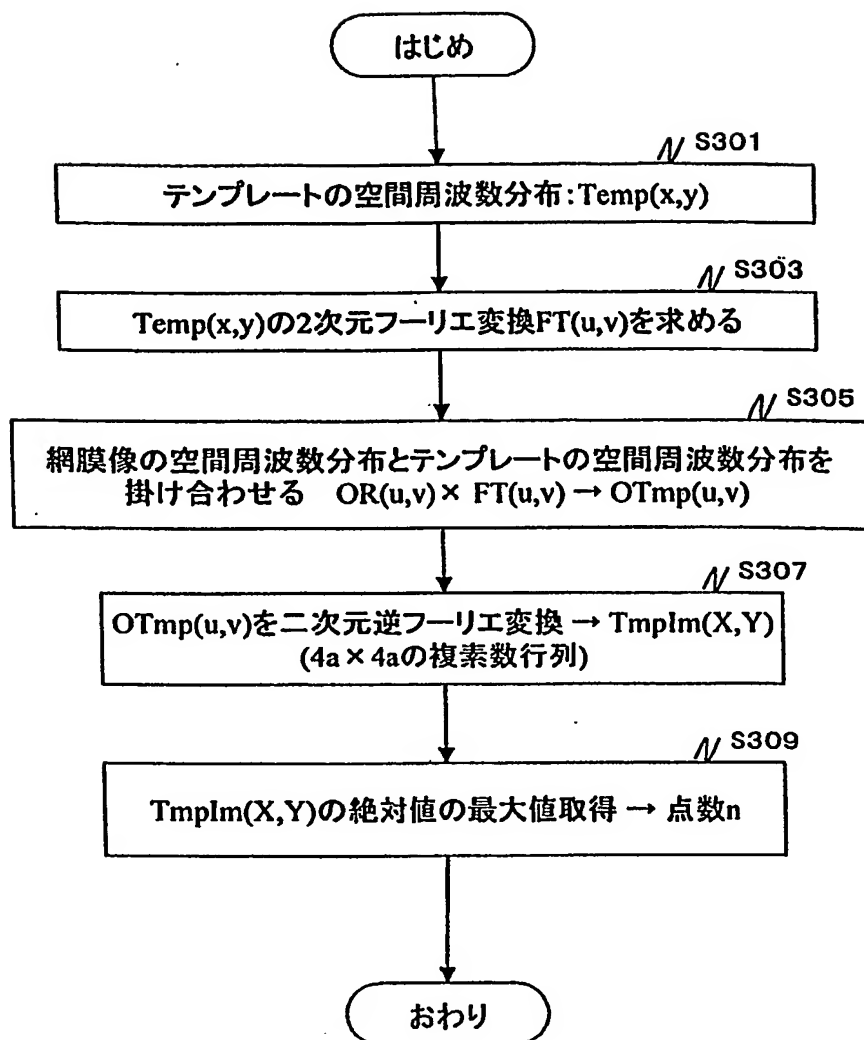 はじめ
S301
テンプレートの空間周波数分布:Temp(x,y)
S303
Temp(x,y)の2次元フーリエ変換FT(u,v)を求める
S305
網膜像の空間周波数分布とテンプレートの空間周波数分布を
掛け合わせる OR(u,v)× FT(u,v) → OTmp(u,v)
S307
OTmp(u,v)を二次元逆フーリエ変換 → TmpIm(X,Y)
(4a × 4aの複素数行列)
S309
TmpIm(X,Y)の絶対値の最大値取得 → 点数n
おわり